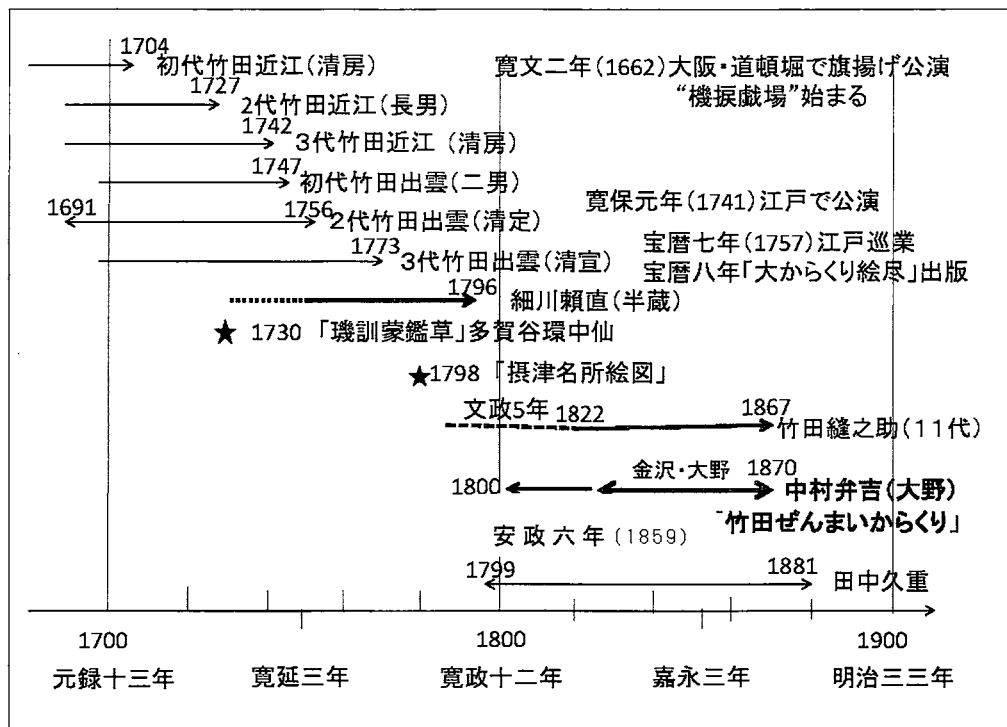 1704
初代竹田近江(清房)
寛文二年(1662)大阪・道頓堀で旗揚げ公演
“機捩戯場”始まる
1727
2代竹田近江(長男)
1742
3代竹田近江(清房)
1747
初代竹田出雲(二男)
寛保元年(1741)江戸で公演
1691
1756
2代竹田出雲(清定)
宝暦七年(1757)江戸巡業
1773
3代竹田出雲(清宣)
宝暦八年「大からくり絵尽」出版
1796
細川頼直(半蔵)
★ 1730 「璣訓蒙鑑草」多賀谷環中仙
★1798「摂津名所絵図」
文政5年
1822
1867
竹田縫之助(11代)
金沢・大野
1870
1800
中村弁吉(大野)
「竹田ぜんまいからくり」
安政六年(1859)
1799
1881
田中久重
1700
1800
1900
元録十三年
寛延三年
寛政十二年
嘉永三年
明治三三年